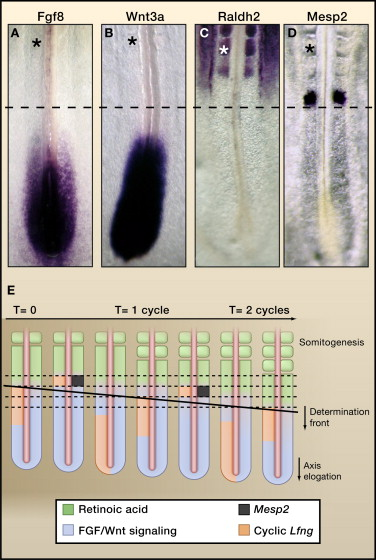 Fgf8 Wnt3a Raldh2 Mesp2
A B C D
* * * *
E
T= 0 T= 1 cycle T= 2 cycles
Somitogenesis
Determination
front
Axis
elogation
Retinoic acid Mesp2
FGF/Wnt signaling Cyclic Lfng